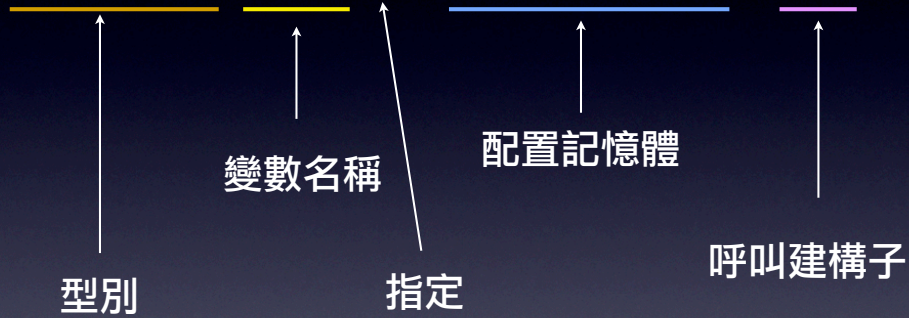 變數名稱
配置記憶體
型別
指定
呼叫建構子